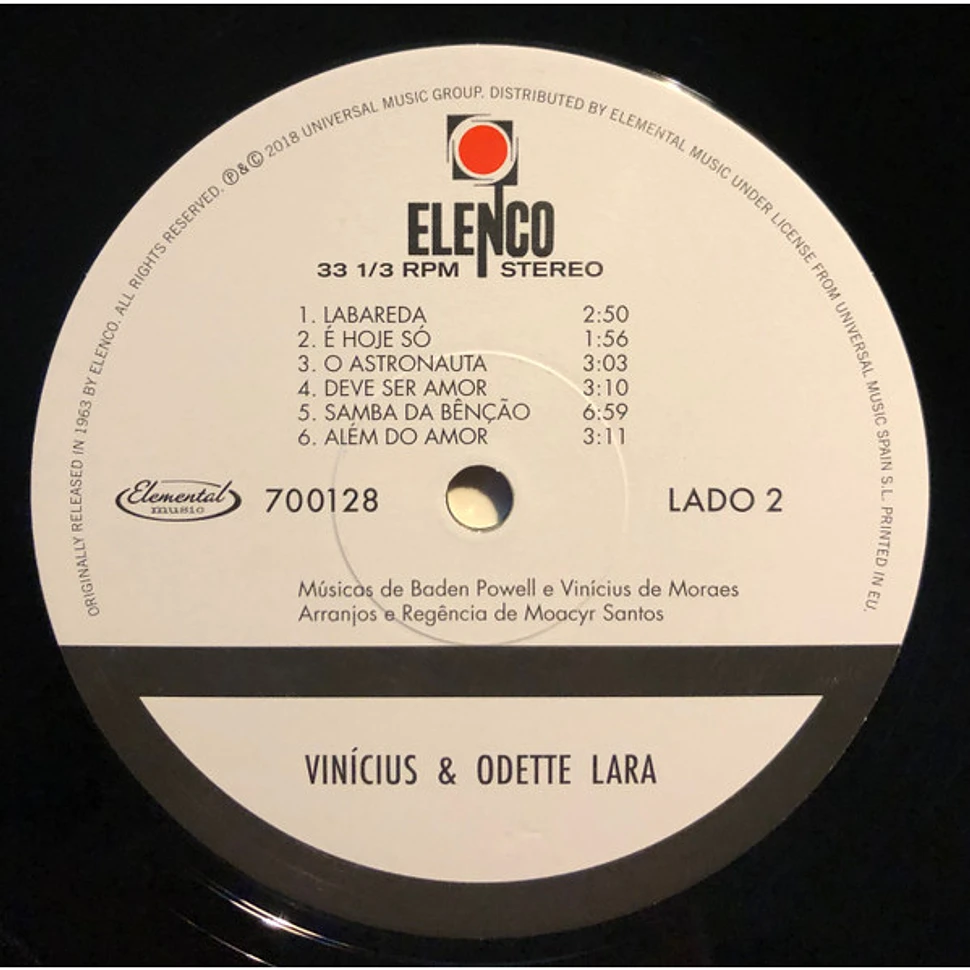 ORIGINALLY RELEASED IN 1963 BY ELENCO. ALL RIGHTS RESERVED. Ⓟ&© 2018 UNIVERSAL MUSIC GROUP. DISTRIBUTED BY ELEMENTAL MUSIC UNDER LICENSE FROM UNIVERSAL MUSIC SPAIN S.L. PRINTED IN EU.
ELENCO
33 1/3 RPM STEREO
1. LABAREDA 2:50
2. É HOJE SÓ 1:56
3. O ASTRONAUTA 3:03
4. DEVE SER AMOR 3:10
5. SAMBA DA BÊNÇÃO 6:59
6. ALÉM DO AMOR 3:11
Elemental music 700128 LADO 2
Músicas de Baden Powell e Vinícius de Moraes
Arranjos e Regência de Moacyr Santos
VINÍCIUS & ODETTE LARA